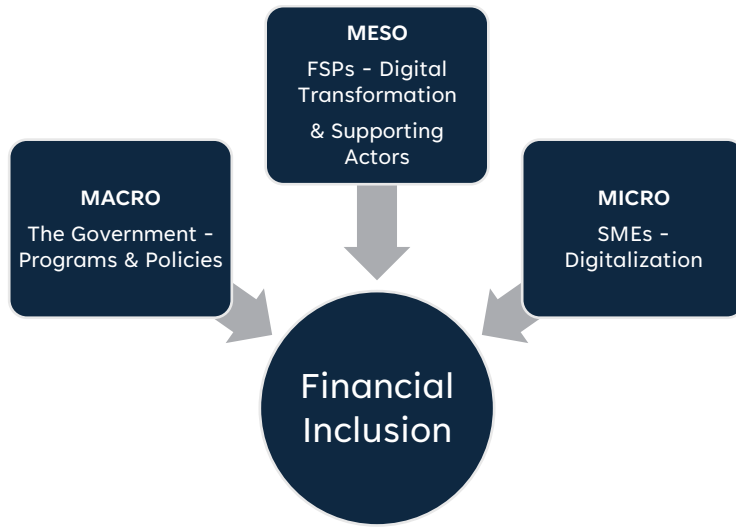 MESO
FSPs - Digital
Transformation
& Supporting
Actors
MACRO
The Government -
Programs & Policies
MICRO
SMEs -
Digitalization
Financial
Inclusion